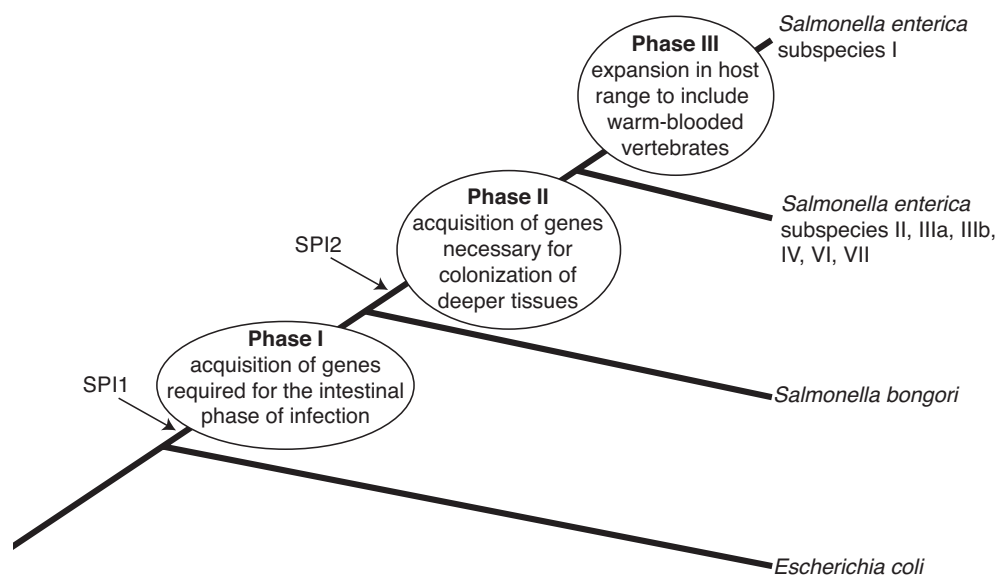 Salmonella enterica
subspecies I
Phase III
expansion in host
range to include
warm-blooded
vertebrates
Phase II
acquisition of genes
necessary for
colonization of
deeper tissues
Salmonella enterica
subspecies II, IIIa, IIIb,
IV, VI, VII
SPI2
Phase I
acquisition of genes
required for the intestinal
phase of infection
SPI1
Salmonella bongori
Escherichia coli